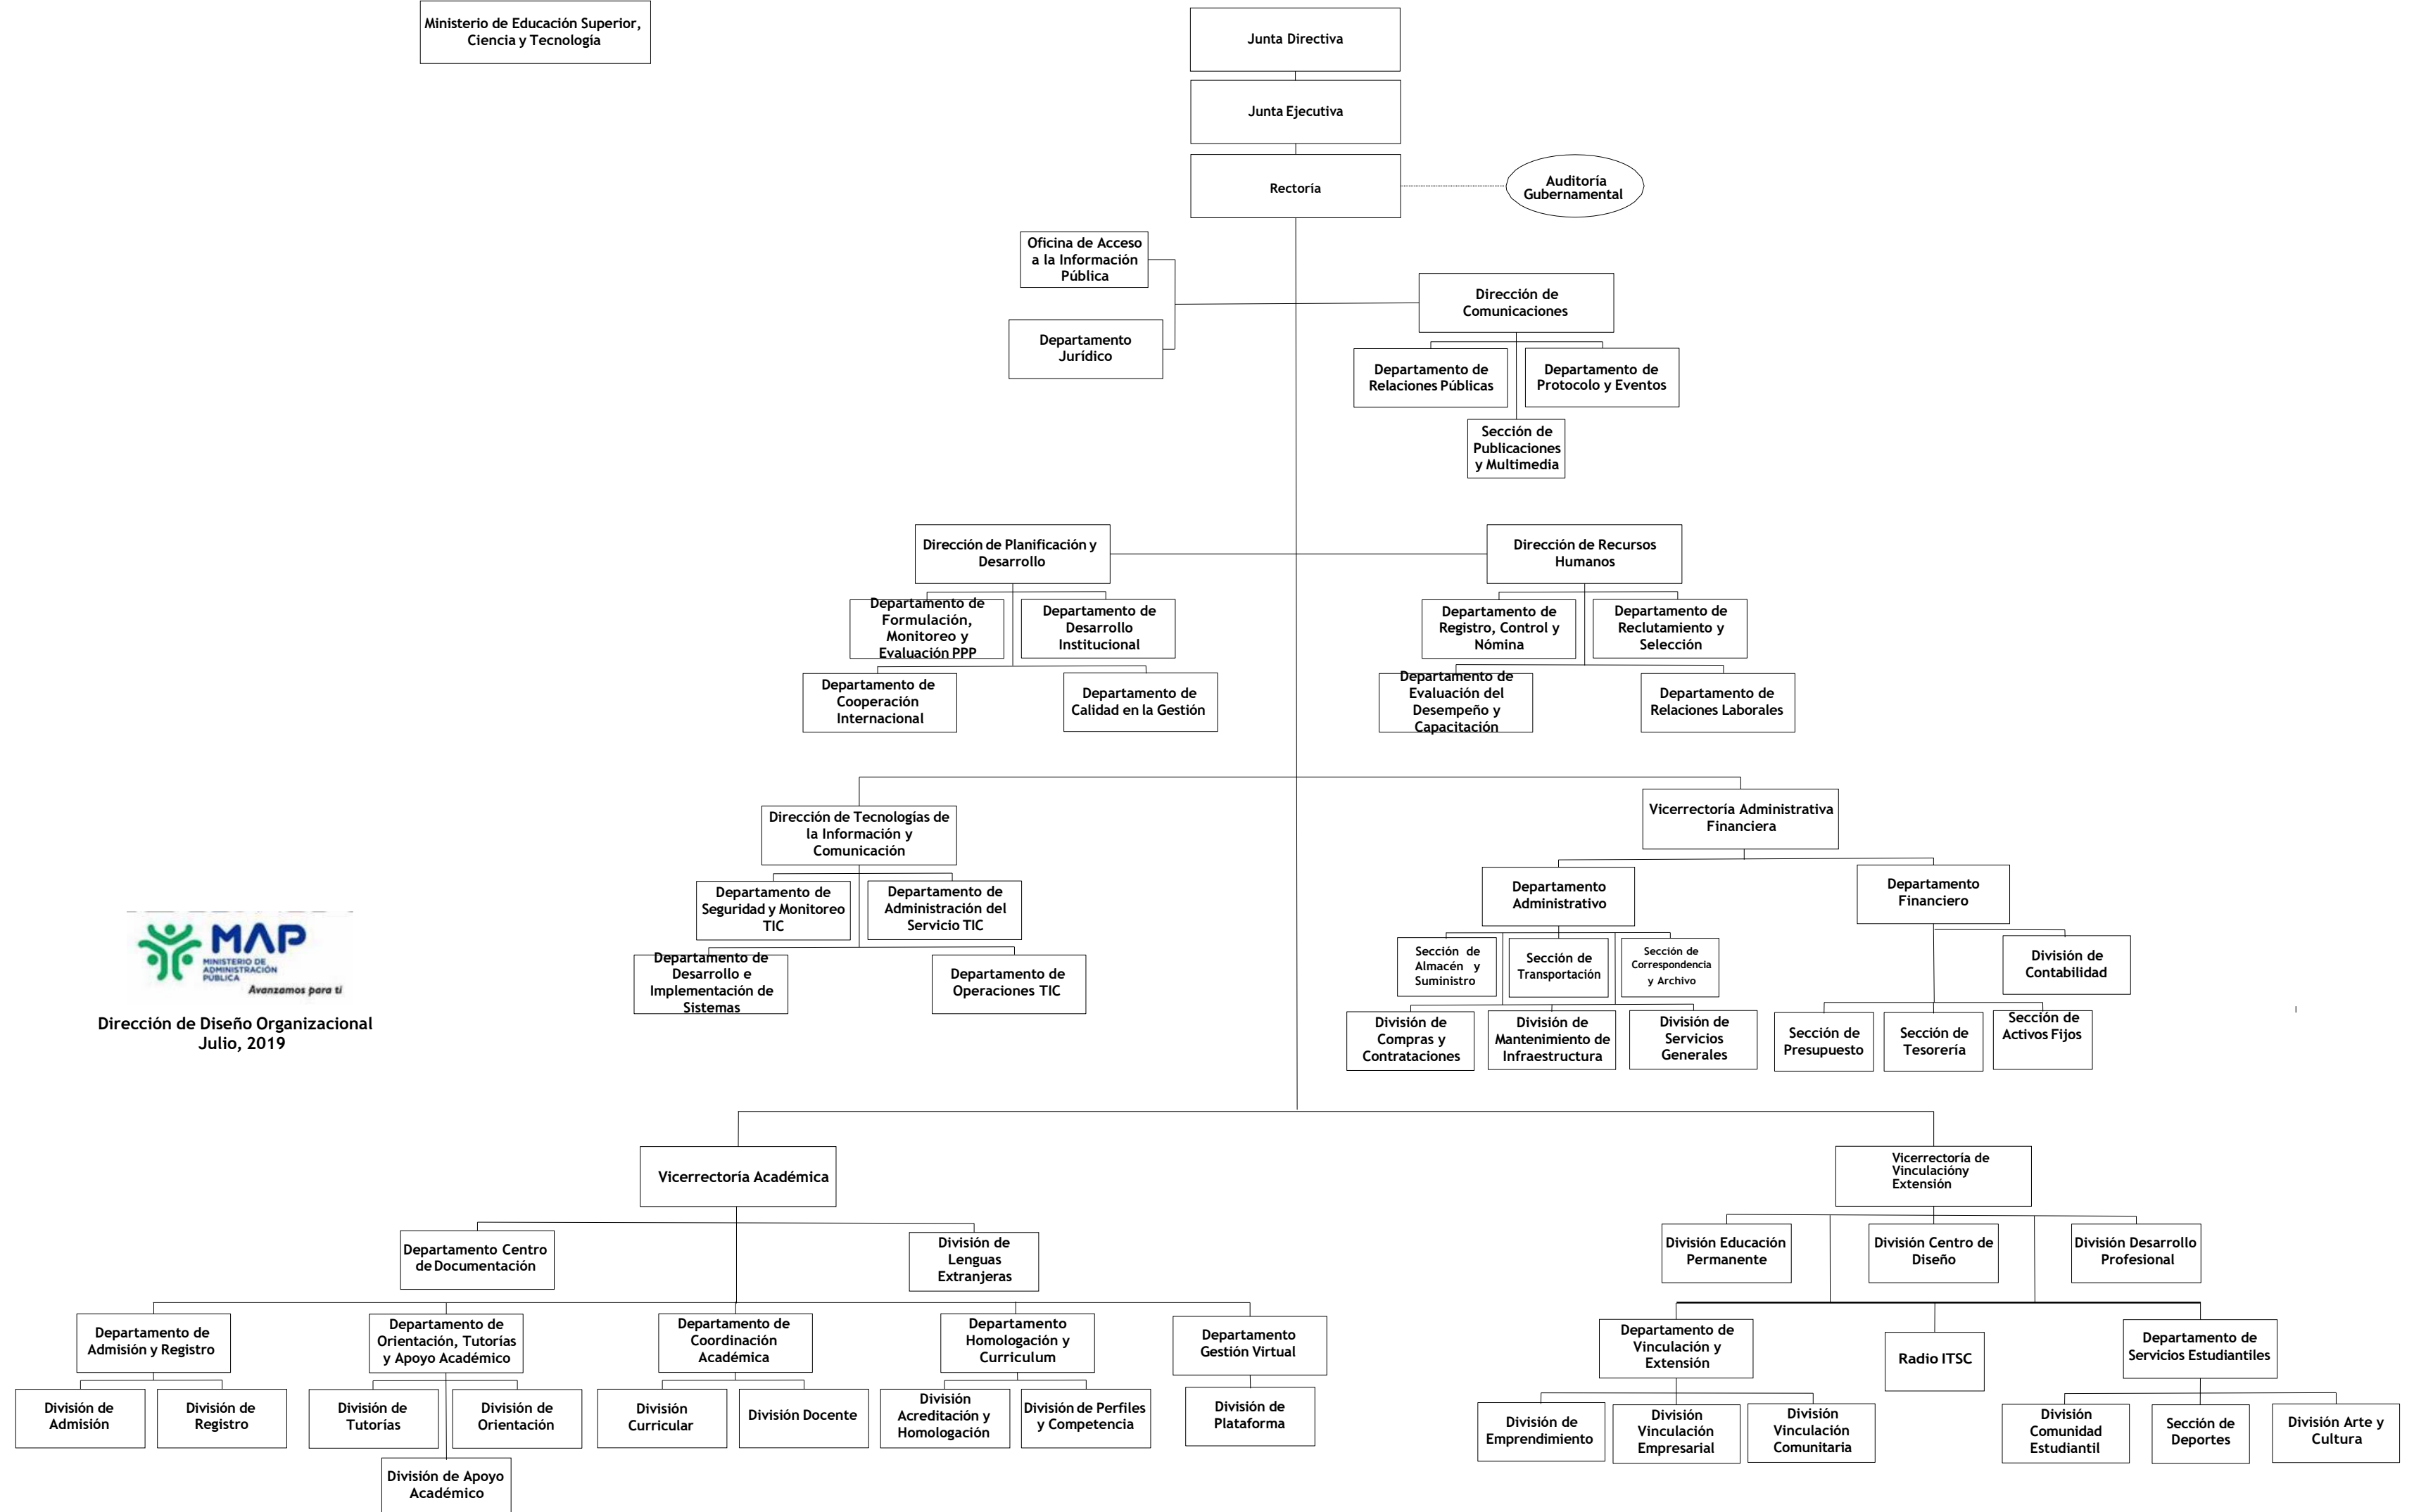 Ministerio de Educación Superior,
Ciencia y Tecnología
Junta Directiva
Junta Ejecutiva
Rectoría
Auditoría
Gubernamental
Oficina de Acceso
a la Información
Pública
Dirección de
Comunicaciones
Departamento
Jurídico
Departamento de
Relaciones Públicas
Departamento de
Protocolo y Eventos
Sección de
Publicaciones
y Multimedia
Dirección de Planificación y
Desarrollo
Dirección de Recursos
Humanos
Departamento de
Formulación,
Monitoreo y
Evaluación PPP
Departamento de
Desarrollo
Institucional
Departamento de
Registro, Control y
Nómina
Departamento de
Reclutamiento y
Selección
Departamento de
Cooperación
Internacional
Departamento de
Calidad en la Gestión
Departamento de
Evaluación del
Desempeño y
Capacitación
Departamento de
Relaciones Laborales
Dirección de Tecnologías de
la Información y
Comunicación
Vicerrectoría Administrativa
Financiera
Departamento de
Seguridad y Monitoreo
TIC
Departamento de
Administración del
Servicio TIC
Departamento
Administrativo
Departamento
Financiero
Departamento de
Desarrollo e
Implementación de
Sistemas
Departamento de
Operaciones TIC
Sección de
Almacén y
Suministro
Sección de
Transportación
Sección de
Correspondencia
y Archivo
División de
Contabilidad
División de
Compras y
Contrataciones
División de
Mantenimiento de
Infraestructura
División de
Servicios
Generales
Sección de
Presupuesto
Sección de
Tesorería
Sección de
Activos Fijos
MAP
MINISTERIO DE
ADMINISTRACIÓN
PÚBLICA
Avanzamos para ti
Dirección de Diseño Organizacional
Julio, 2019
Vicerrectoría Académica
Vicerrectoría de
Vinculacióny
Extensión
Departamento Centro
de Documentación
División de
Lenguas
Extranjeras
División Educación
Permanente
División Centro de
Diseño
División Desarrollo
Profesional
Departamento de
Admisión y Registro
Departamento de
Orientación, Tutorías
y Apoyo Académico
Departamento de
Coordinación
Académica
Departamento
Homologación y
Curriculum
Departamento
Gestión Virtual
Departamento de
Vinculación y
Extensión
Radio ITSC
Departamento de
Servicios Estudiantiles
División de
Admisión
División de
Registro
División de
Tutorías
División de
Orientación
División
Curricular
División Docente
División
Acreditación y
Homologación
División de Perfiles
y Competencia
División de
Plataforma
División de
Emprendimiento
División
Vinculación
Empresarial
División
Vinculación
Comunitaria
División
Comunidad
Estudiantil
Sección de
Deportes
División Arte y
Cultura
División de Apoyo
Académico